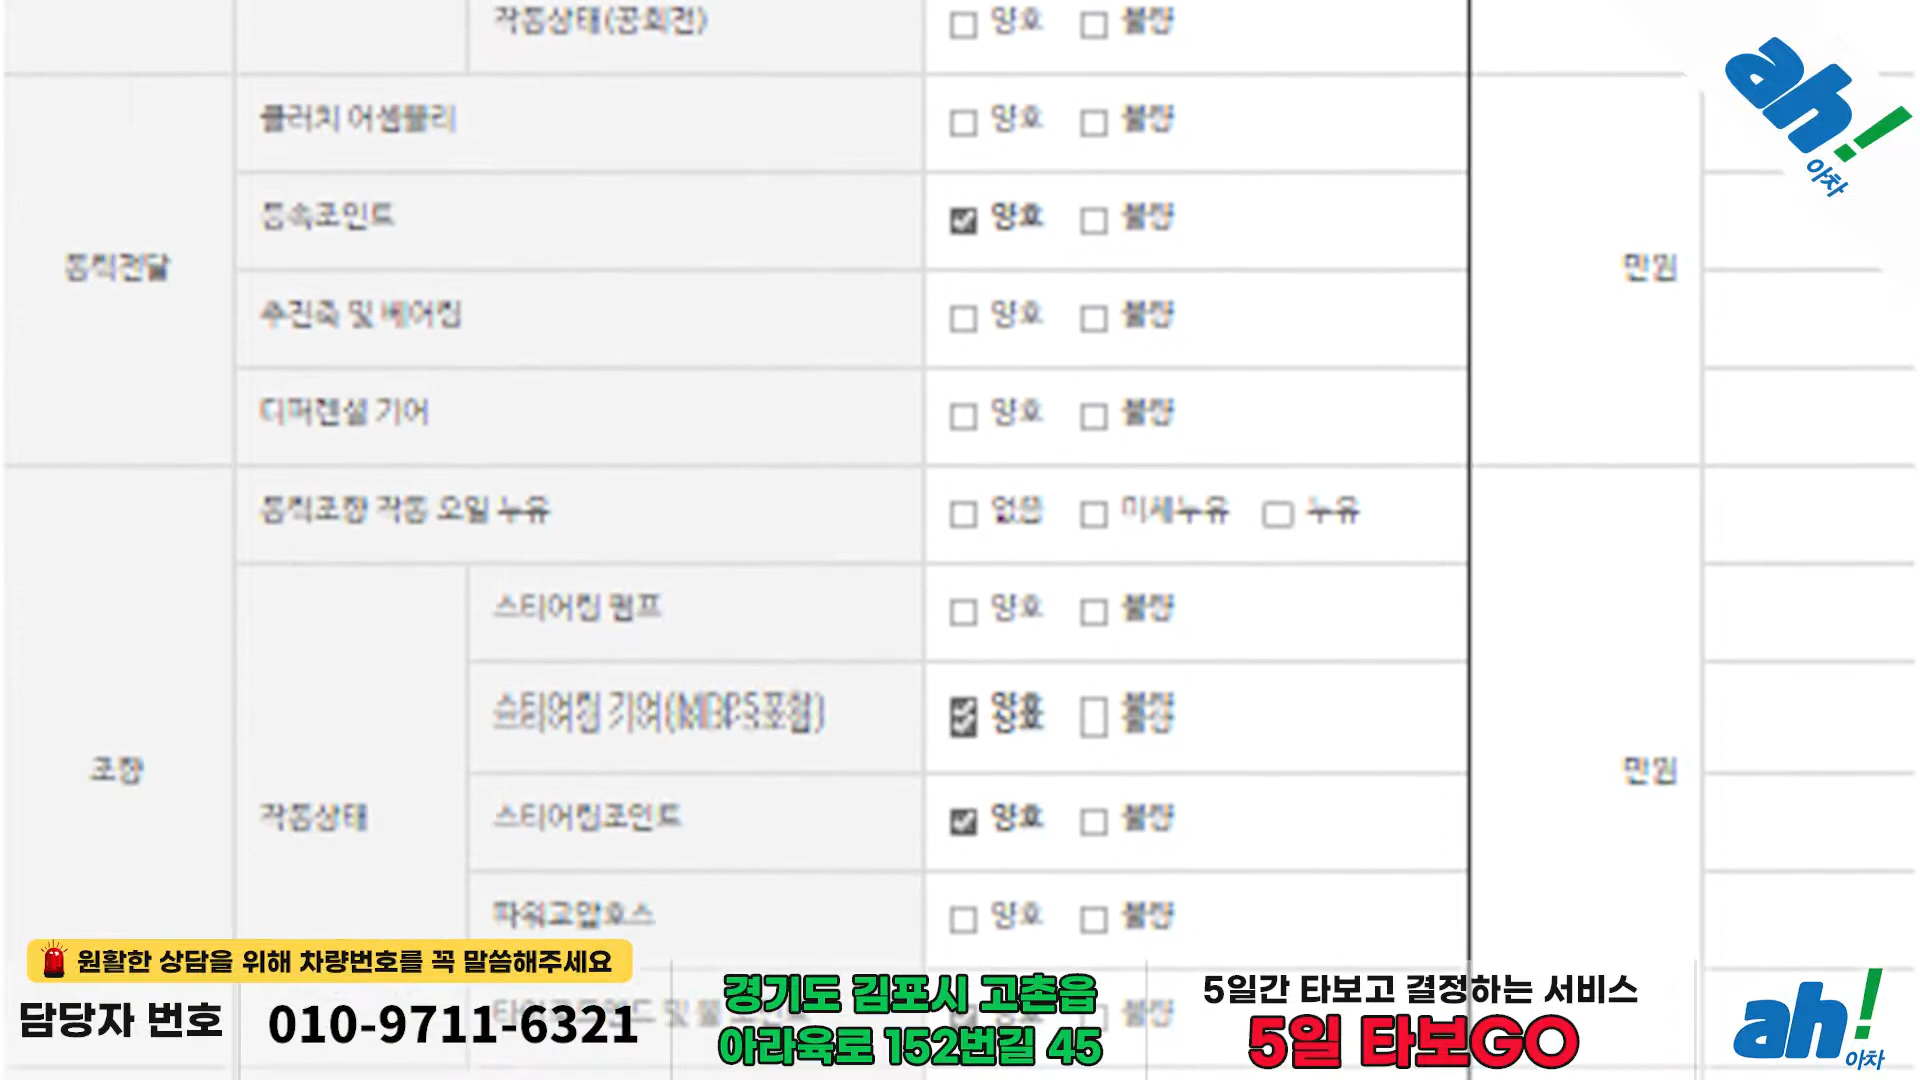 작동상태(공회전) 양호 불량
클러치 어셈블리 양호 불량
등속조인트 양호 불량
동력전달 만원
추진축 및 베어링 양호 불량
디퍼렌셜 기어 양호 불량
동력조향 작동 오일 누유 없음 미세누유 누유
스티어링 펌프 양호 불량
스티어링 기어(MDPS포함) 양호 불량
조향 만원
작동상태 스티어링조인트 양호 불량
파워고압호스 양호 불량
불량
ah!
아차
원활한 상담을 위해 차량번호를 꼭 말씀해주세요
담당자 번호 010-9711-6321
경기도 김포시 고촌읍
아라육로 152번길 45
5일간 타보고 결정하는 서비스
5일 타보GO
ah!
아차